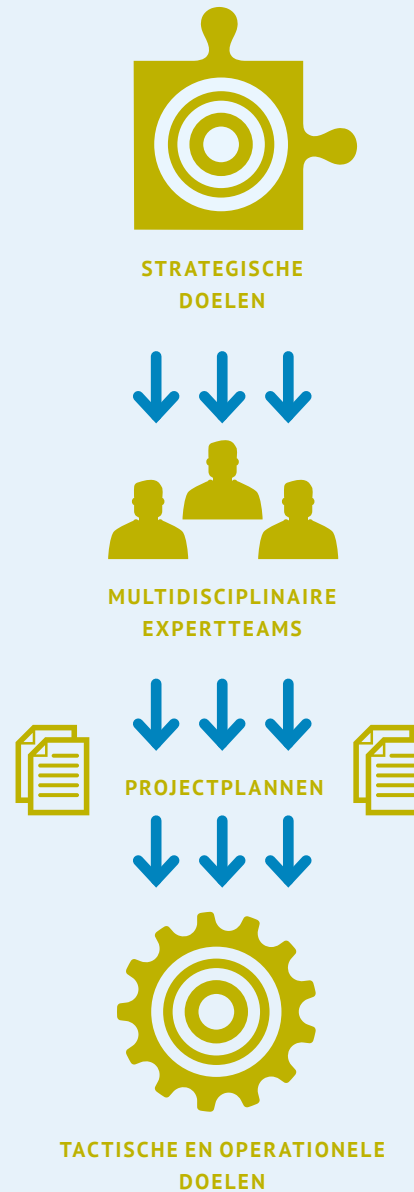 STRATEGISCHE
DOELEN
MULTIDISCIPLINAIRE
EXPERTTEAMS
PROJECTPLANNEN
TACTISCHE EN OPERATIONELE
DOELEN